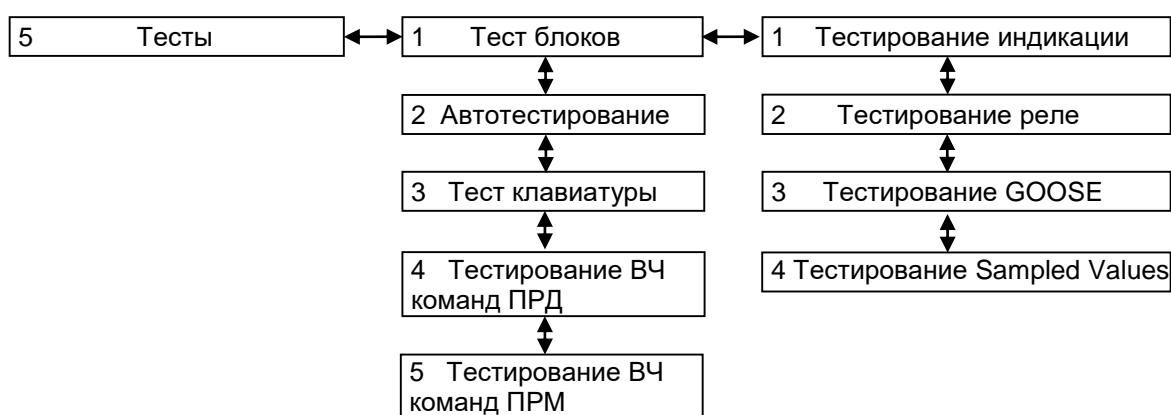 5 Тесты
1 Тест блоков
1 Тестирование индикации
2 Автотестирование
2 Тестирование реле
3 Тест клавиатуры
3 Тестирование GOOSE
4 Тестирование ВЧ
команд ПРД
4 Тестирование Sampled Values
5 Тестирование ВЧ
команд ПРМ